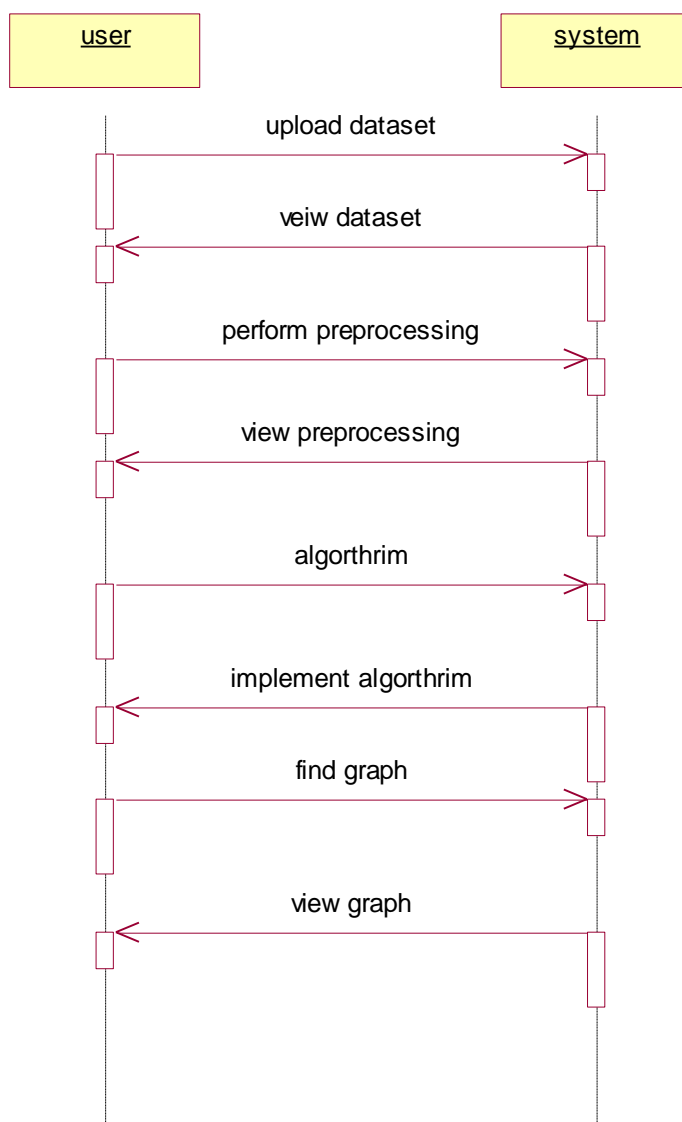 user
system
upload dataset
veiw dataset
perform preprocessing
view preprocessing
algorthrim
implement algorthrim
find graph
view graph